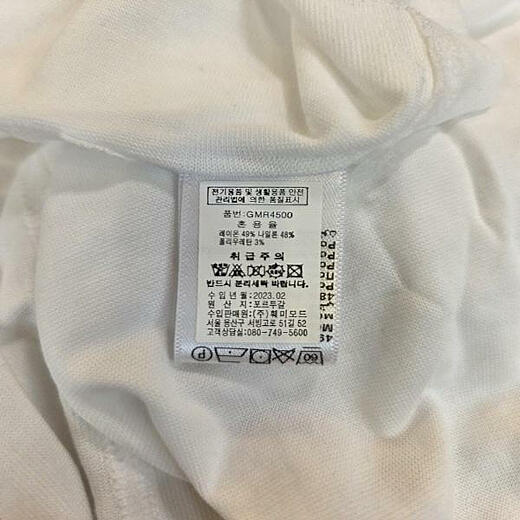 전기용품 및 생활용품 안전
관리법에 의한 품질표시
품번:GMR4500
혼 용 율
레이온 49% 나일론 48%
폴리우레탄 3%
취 급 주 의
반드시 분리세탁 바랍니다.
수 입 년 월:2023.02
원 산 지:포르투갈
수입판매원:(주)훼미모드
서울 용산구 서빙고로 51길 52
고객상담실:080-749-5600
P
60